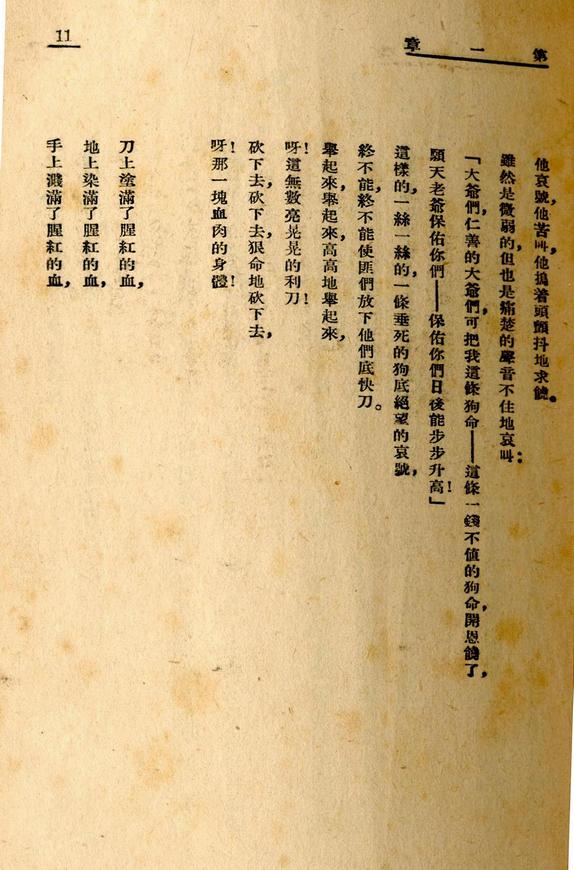 第一章
11
他哀號，他苦叫，他搗着頭顫抖地求饒。
雖然是微弱的，但也是痛楚的聲音不住地哀叫：
「大爺們，仁善的大爺們，可把我這條狗命——這條一錢不値的狗命，開恩饒了，
願天老爺保佑你們——保佑你們日後能步步升高！」
這樣的，一絲一絲的，一條垂死的狗底絕望的哀號，
終不能，終不能使匪們放下他們底快刀。
舉起來，舉起來，高高地舉起來，
呀！這無數亮晃晃的利刀！
砍下去，砍下去，狠命地砍下去，
呀！那一塊血肉的身體！
刀上塗滿了腥紅的血，
地上染滿了腥紅的血，
手上濺滿了腥紅的血，